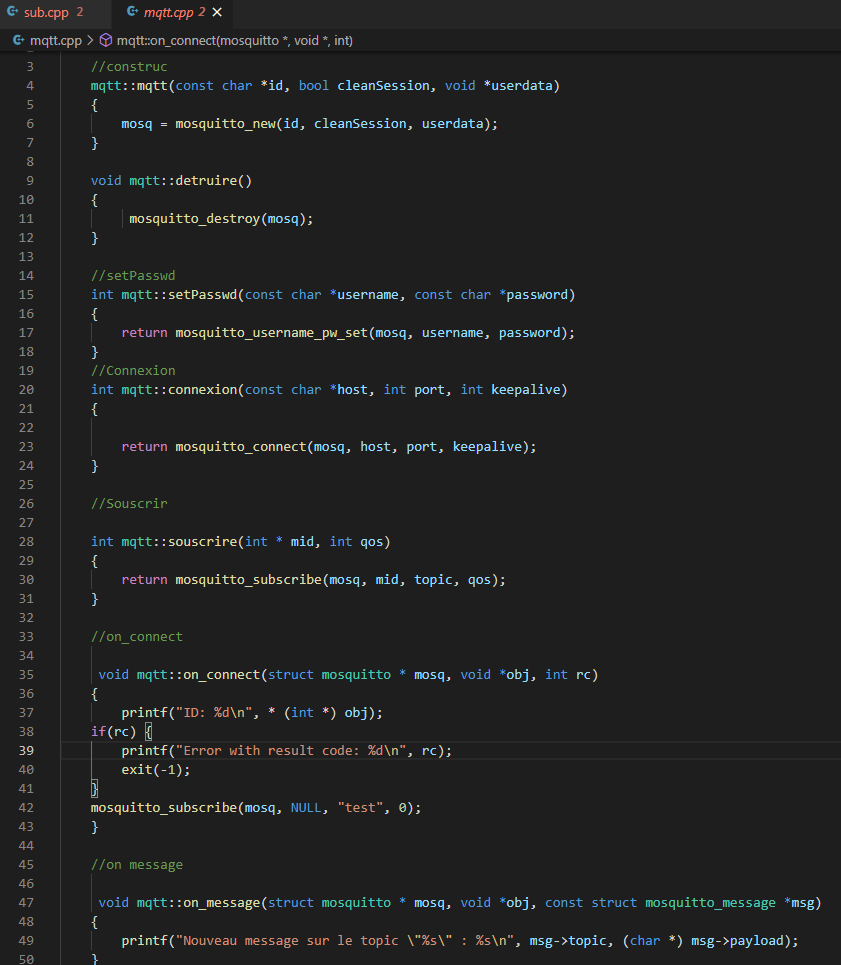 sub.cpp 2 mqtt.cpp 2 ×
mqtt.cpp > mqtt::on_connect(mosquitto *, void *, int)
3 //construc
4 mqtt::mqtt(const char *id, bool cleanSession, void *userdata)
5 {
6 mosq = mosquitto_new(id, cleanSession, userdata);
7 }
8
9 void mqtt::detruire()
10 {
11 mosquitto_destroy(mosq);
12 }
13
14 //setPasswd
15 int mqtt::setPasswd(const char *username, const char *password)
16 {
17 return mosquitto_username_pw_set(mosq, username, password);
18 }
19 //Connexion
20 int mqtt::connexion(const char *host, int port, int keepalive)
21 {
22
23 return mosquitto_connect(mosq, host, port, keepalive);
24 }
25
26 //Souscrir
27
28 int mqtt::souscrire(int * mid, int qos)
29 {
30 return mosquitto_subscribe(mosq, mid, topic, qos);
31 }
32
33 //on_connect
34
35 void mqtt::on_connect(struct mosquitto * mosq, void *obj, int rc)
36 {
37 printf("ID: %d\n", * (int *) obj);
38 if(rc) {
39 printf("Error with result code: %d\n", rc);
40 exit(-1);
41 }
42 mosquitto_subscribe(mosq, NULL, "test", 0);
43 }
44
45 //on message
46
47 void mqtt::on_message(struct mosquitto * mosq, void *obj, const struct mosquitto_message *msg)
48 {
49 printf("Nouveau message sur le topic \"%s\" : %s\n", msg->topic, (char *) msg->payload);
50 }